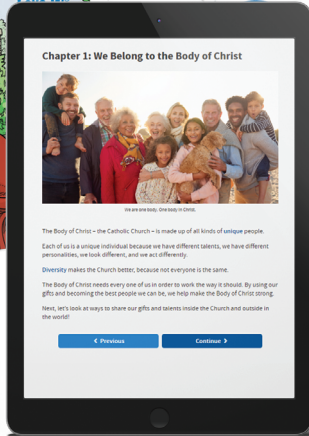 Chapter 1: We Belong to the Body of Christ
We are one body. One body in Christ.
The Body of Christ – the Catholic Church – is made up of all kinds of unique people.
Each of us is a unique individual because we have different talents, we have different
personalities, we look different, and we act differently.
Diversity makes the Church better, because not everyone is the same.
The Body of Christ needs every one of us in order to work the way it should. By using our
gifts and becoming the best people we can be, we help make the Body of Christ strong.
Next, let's look at ways to share our gifts and talents inside the Church and outside in
the world!
Previous
Continue